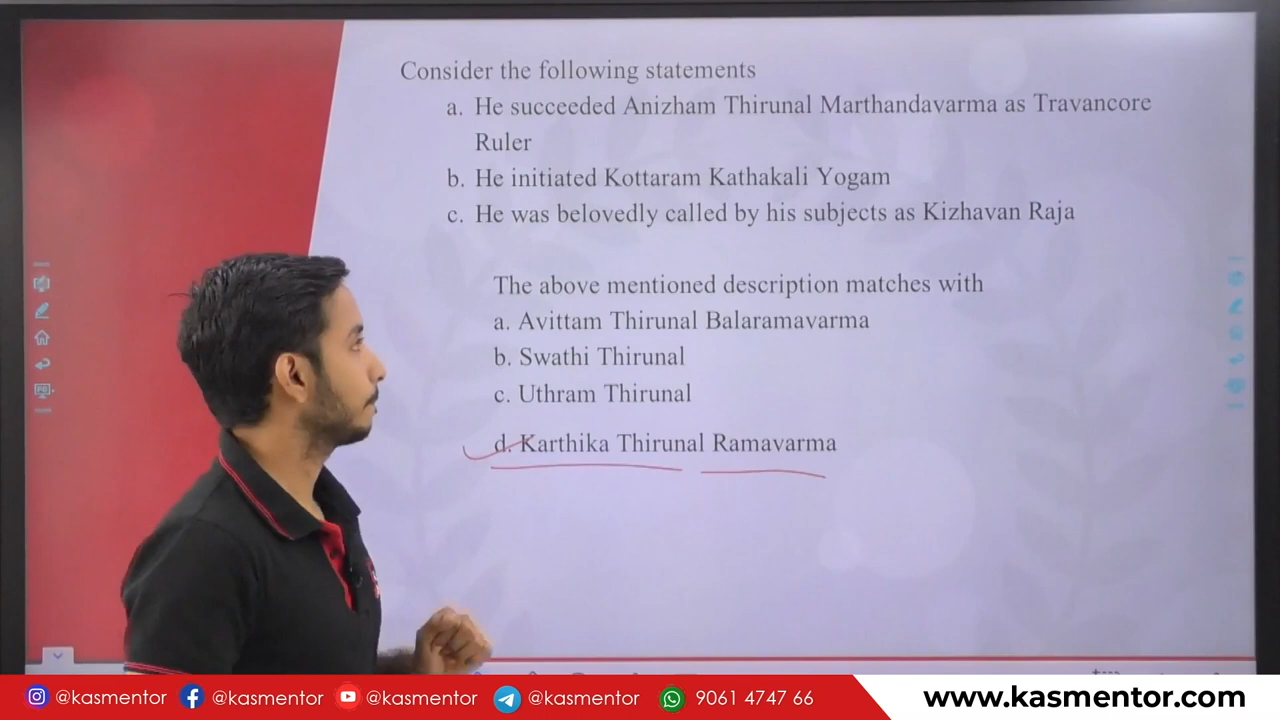 Consider the following statements
a. He succeeded Anizham Thirunal Marthandavarma as Travancore
Ruler
b. He initiated Kottaram Kathakali Yogam
c. He was belovedly called by his subjects as Kizhavan Raja
The above mentioned description matches with
a. Avittam Thirunal Balaramavarma
b. Swathi Thirunal
c. Uthram Thirunal
d. Karthika Thirunal Ramavarma
@kasmentor @kasmentor @kasmentor @kasmentor 9061 4747 66
www.kasmentor.com